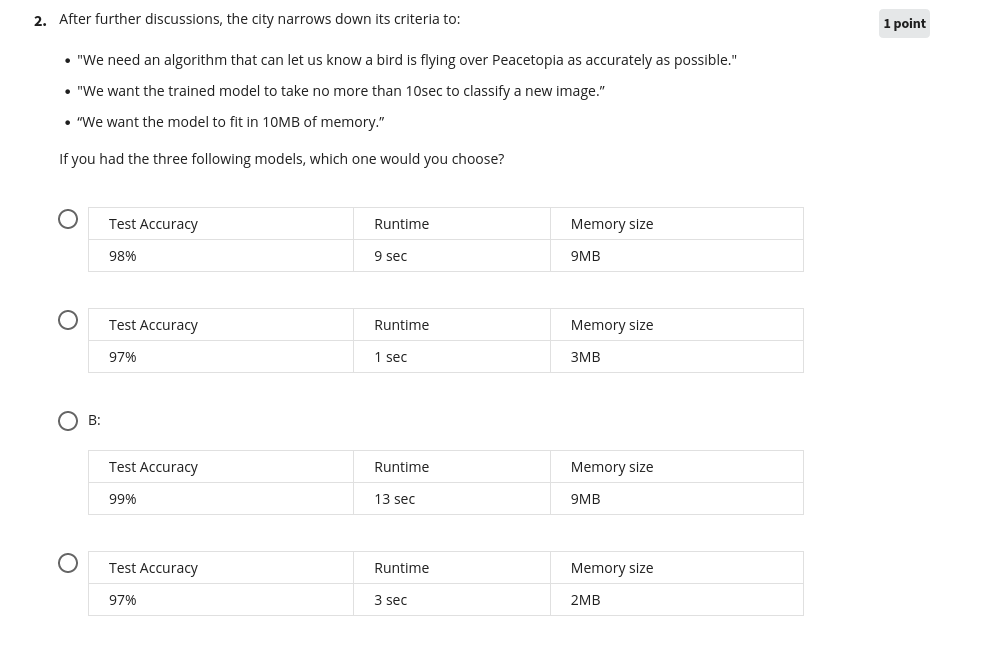 2. After further discussions, the city narrows down its criteria to:
1 point
• "We need an algorithm that can let us know a bird is flying over Peacetopia as accurately as possible."
• "We want the trained model to take no more than 10sec to classify a new image.”
• “We want the model to fit in 10MB of memory.”
If you had the three following models, which one would you choose?
Test Accuracy Runtime Memory size
98% 9 sec 9MB
Test Accuracy Runtime Memory size
97% 1 sec 3MB
B:
Test Accuracy Runtime Memory size
99% 13 sec 9MB
Test Accuracy Runtime Memory size
97% 3 sec 2MB